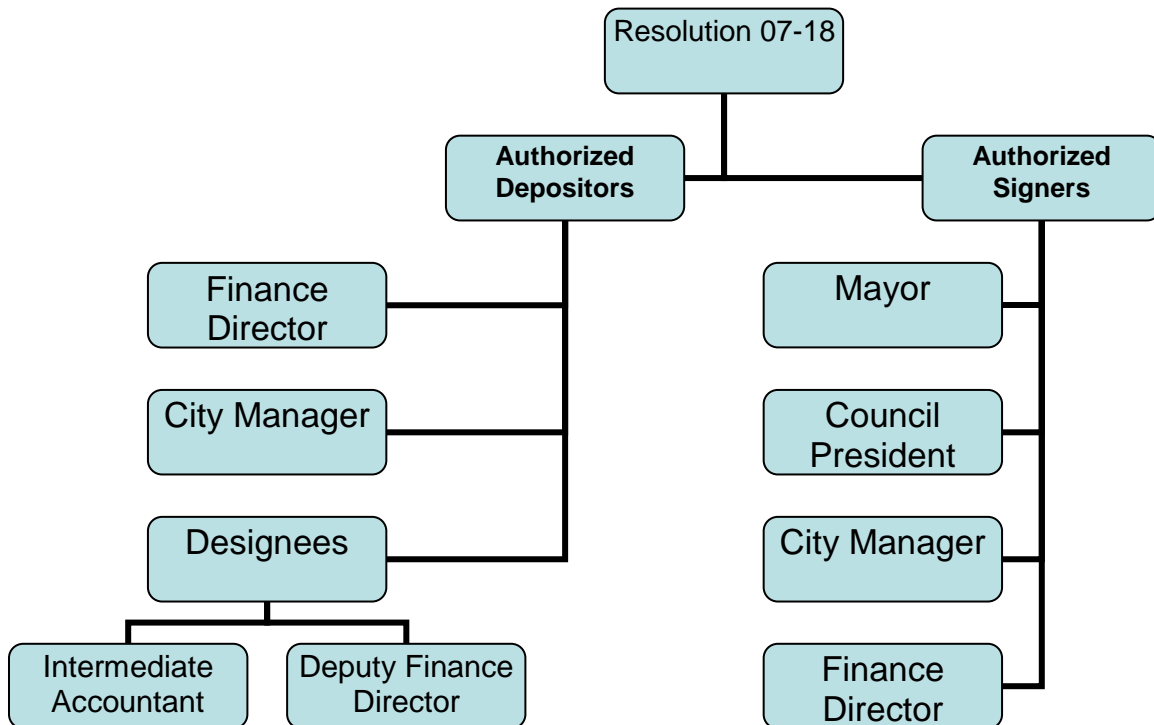 Resolution 07-18
Authorized
Depositors
Authorized
Signers
Finance
Director
City Manager
Designees
Intermediate
Accountant
Deputy Finance
Director
Mayor
Council
President
City Manager
Finance
Director